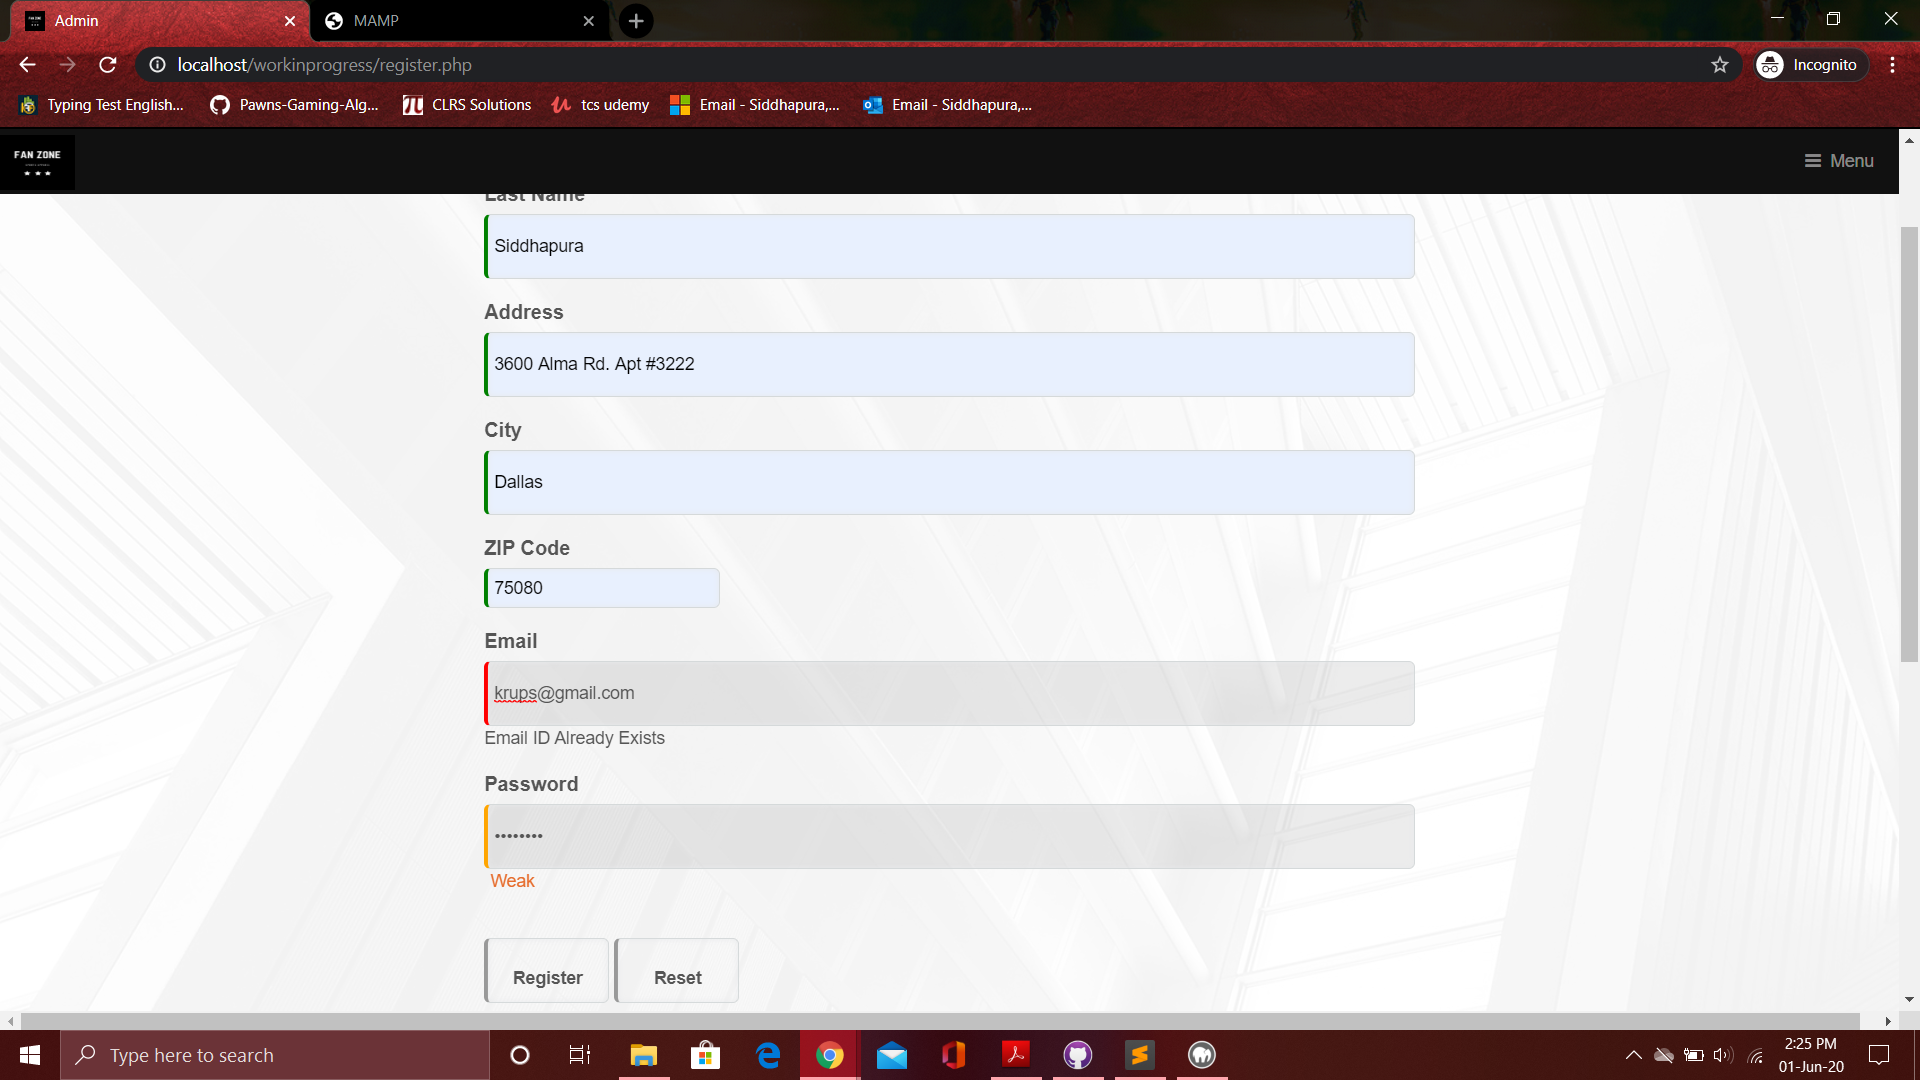 Admin
MAMP
localhost/workinprogress/register.php
Incognito
Typing Test English...
Pawns-Gaming-Alg...
CLRS Solutions
tcs udemy
Email - Siddhapura,...
Email - Siddhapura,...
FAN ZONE
Menu
Last Name
Siddhapura
Address
3600 Alma Rd. Apt #3222
City
Dallas
ZIP Code
75080
Email
krups@gmail.com
Email ID Already Exists
Password
••••••••
Weak
Register
Reset
Type here to search
2:25 PM
01-Jun-20